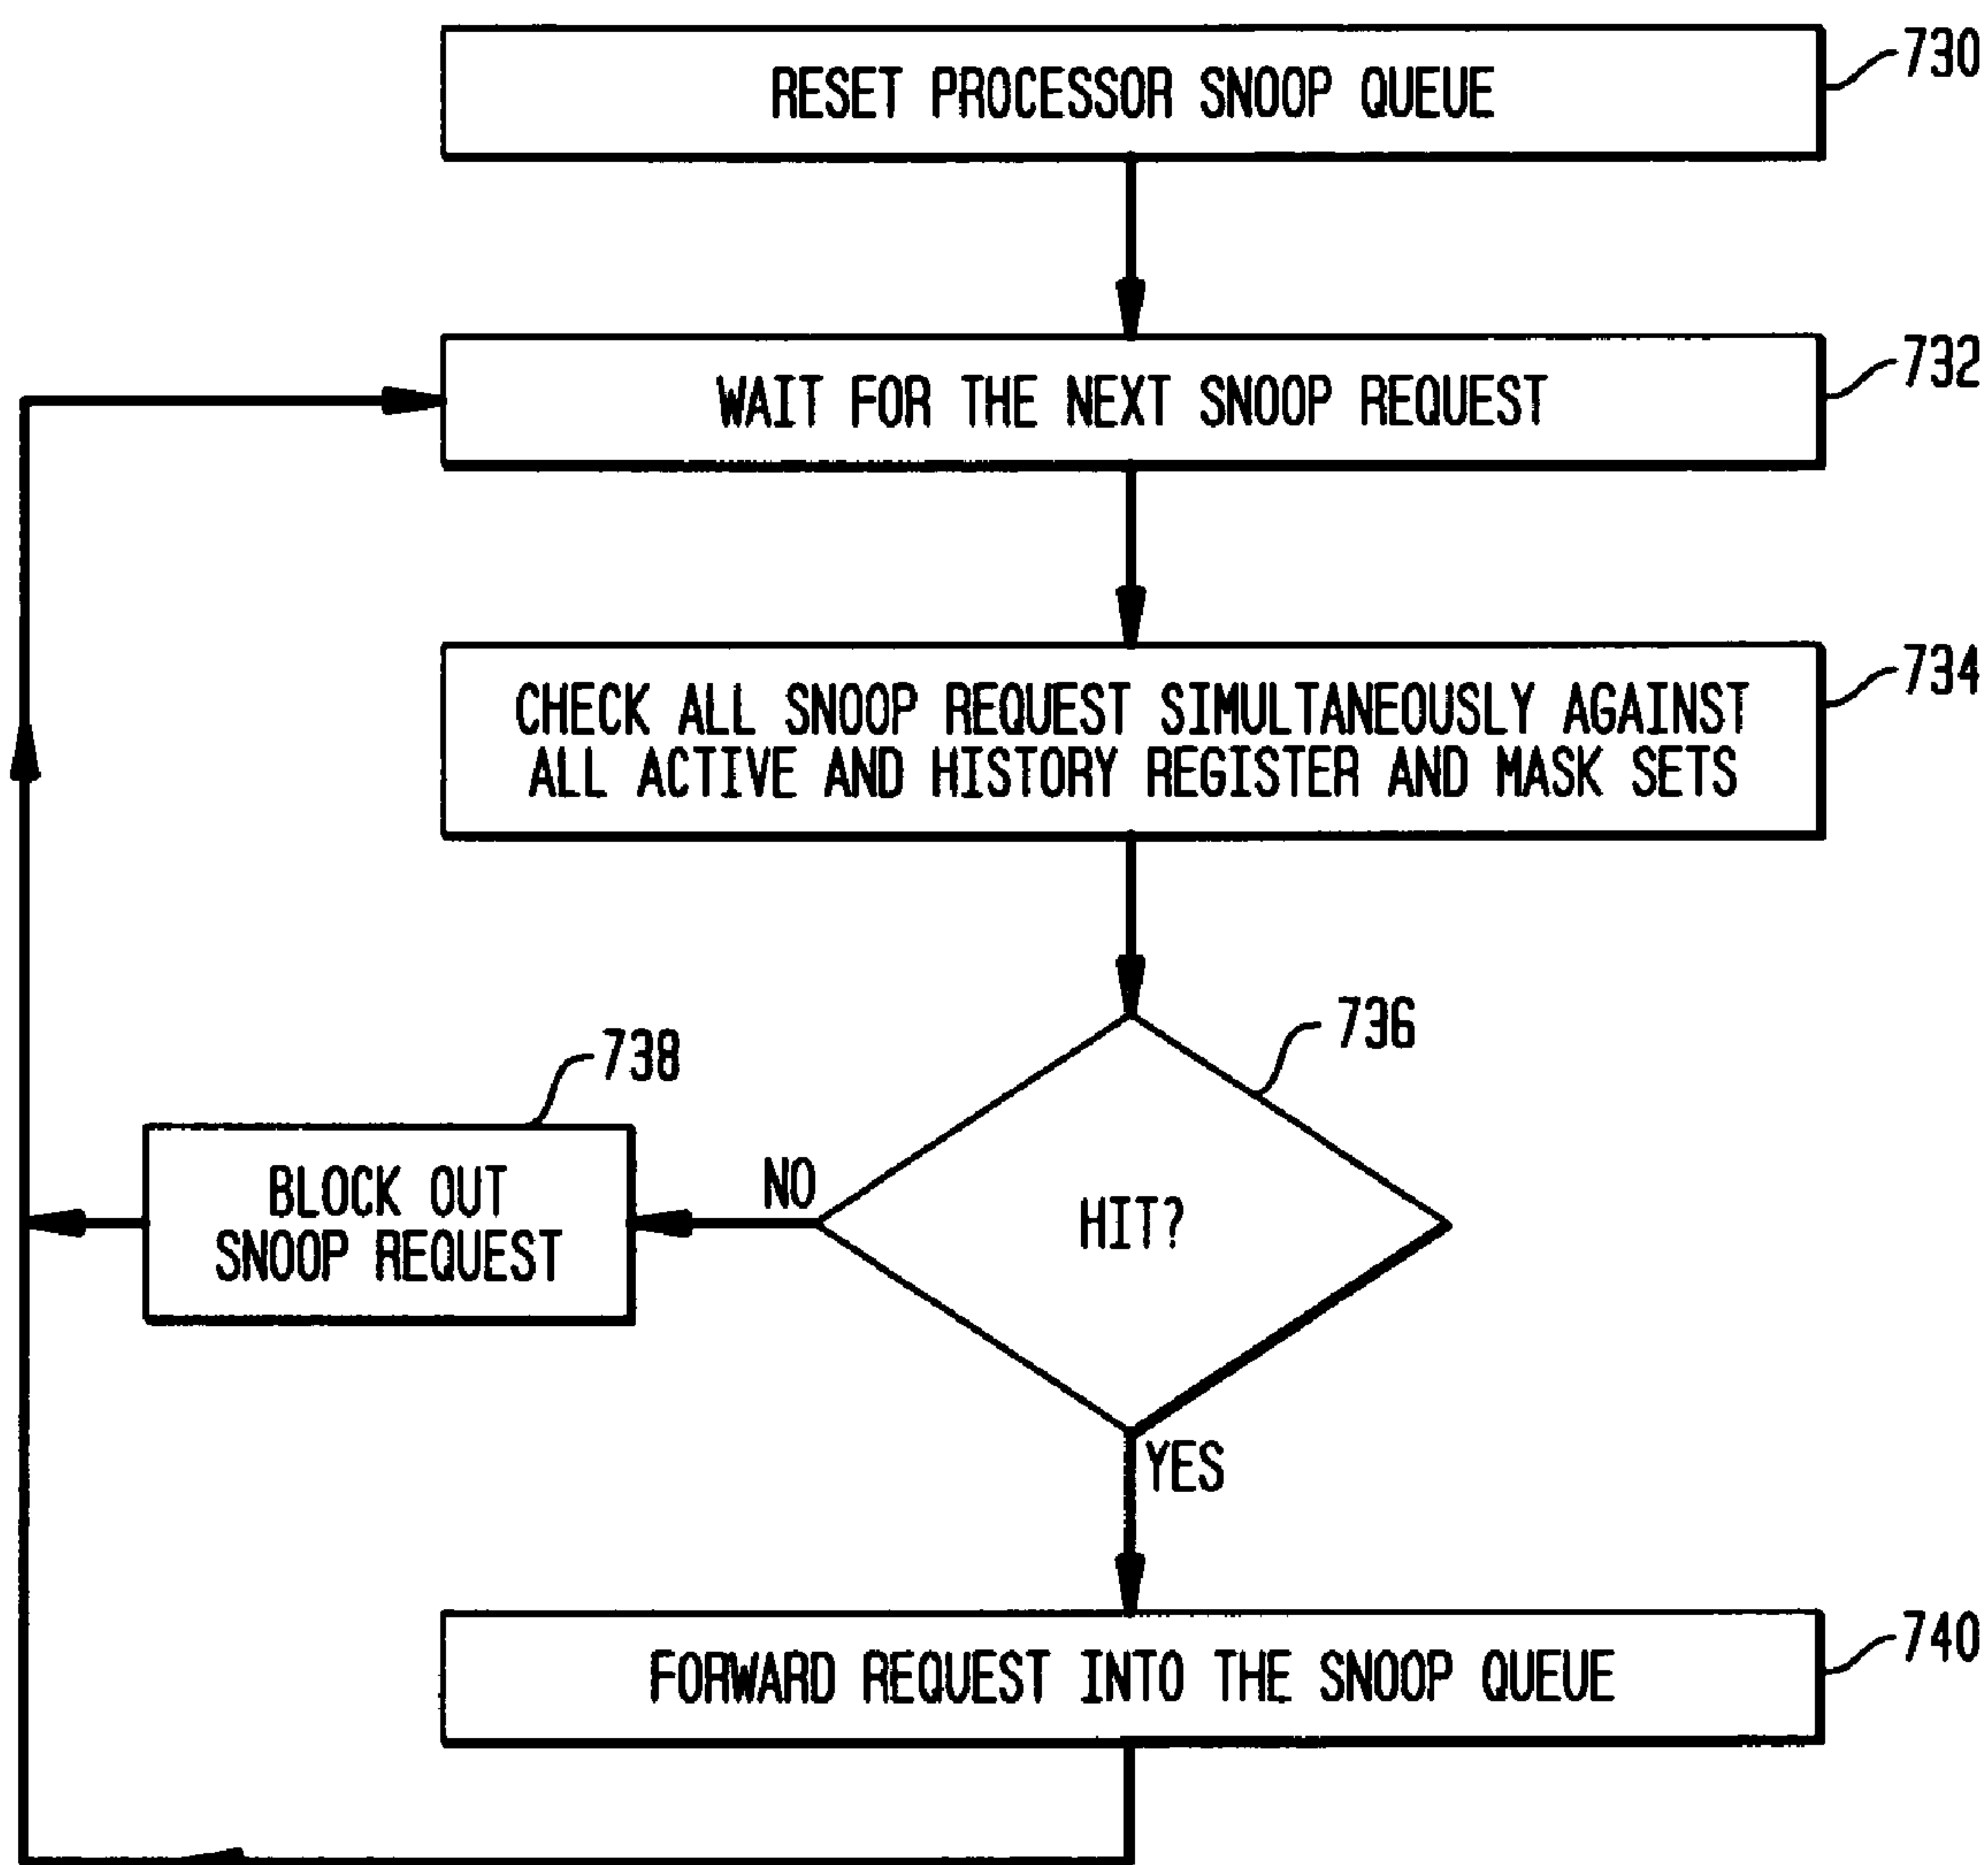 RESET PROCESSOR SNOOP QUEUE
730
WAIT FOR THE NEXT SNOOP REQUEST
732
CHECK ALL SNOOP REQUEST SIMULTANEOUSLY AGAINST
ALL ACTIVE AND HISTORY REGISTER AND MASK SETS
734
736
738
BLOCK OUT
SNOOP REQUEST
NO
HIT?
YES
FORWARD REQUEST INTO THE SNOOP QUEUE
740